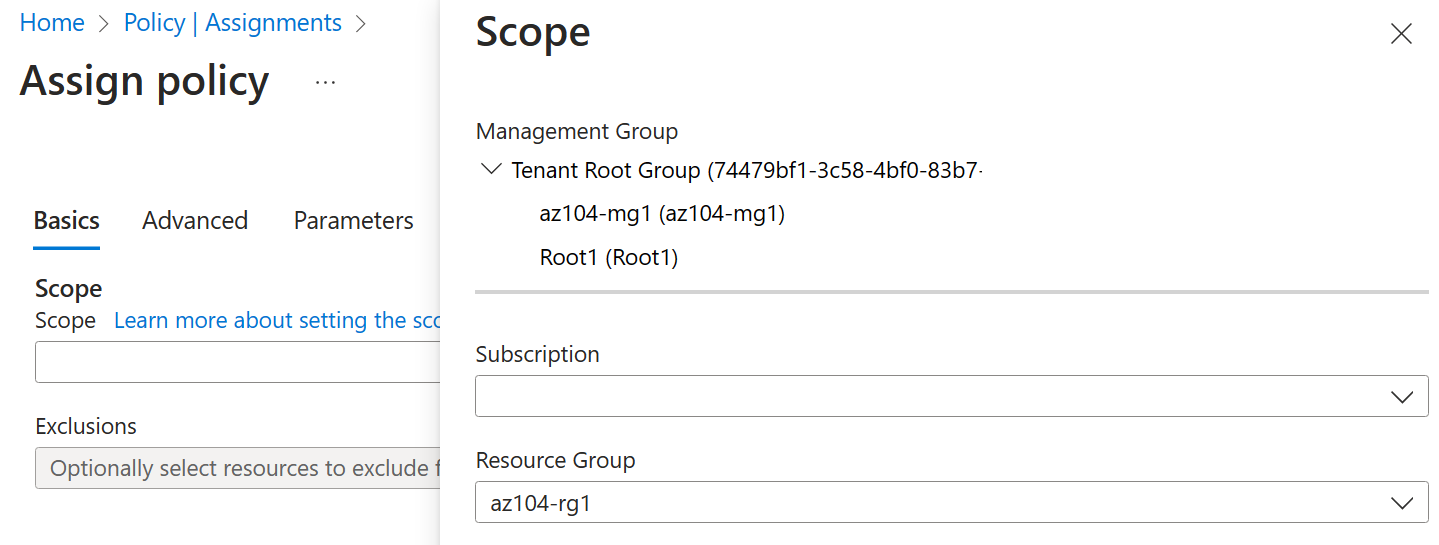 Home > Policy | Assignments >
Assign policy ...
Basics Advanced Parameters
Scope
Scope Learn more about setting the sco
Exclusions
Optionally select resources to exclude f
Scope
Management Group
Tenant Root Group (74479bf1-3c58-4bf0-83b7-
az104-mg1 (az104-mg1)
Root1 (Root1)
Subscription
Resource Group
az104-rg1